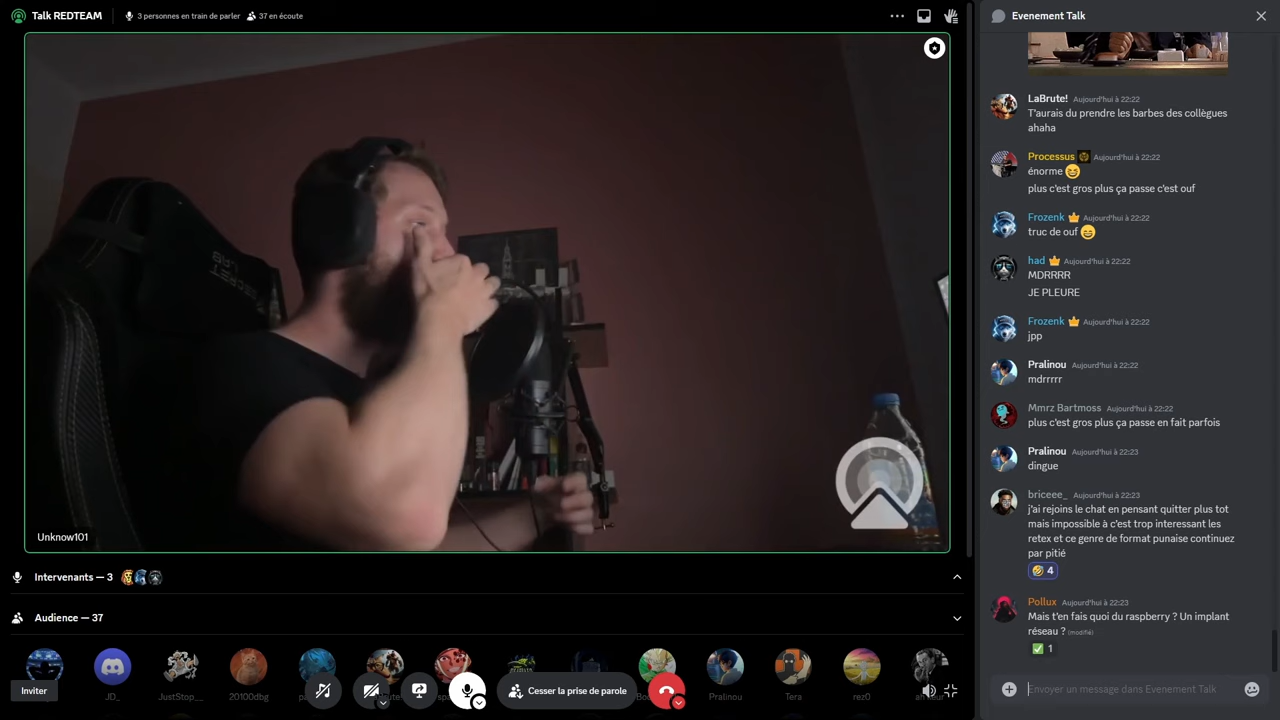 Talk REDTEAM
3 personnes en train de parler
37 en écoute
Evenement Talk
LaBrute! Aujourd'hui à 22:22
T'aurais du prendre les barbes des collègues
ahaha
Processus Aujourd'hui à 22:22
énorme
plus c'est gros plus ça passe c'est ouf
Frozenk Aujourd'hui à 22:22
truc de ouf
had Aujourd'hui à 22:22
MDRRRR
JE PLEURE
Frozenk Aujourd'hui à 22:22
jpp
Pralinou Aujourd'hui à 22:22
mdrrrrr
Mmrz Bartmoss Aujourd'hui à 22:22
plus c'est gros plus ça passe en fait parfois
Pralinou Aujourd'hui à 22:23
dingue
briceee_ Aujourd'hui à 22:23
j'ai rejoins le chat en pensant quitter plus tot
mais impossible à c'est trop interessant les
retex et ce genre de format punaise continuez
par pitié
4
Pollux Aujourd'hui à 22:23
Mais t'en fais quoi du raspberry ? Un implant
réseau ? (modifié)
1
Unknow101
Intervenants — 3
Audience — 37
Inviter
Cesser la prise de parole
JD_
JustStop_
20100dbg
Pralinou
Tera
rez0
Envoyer un message dans Evenement Talk